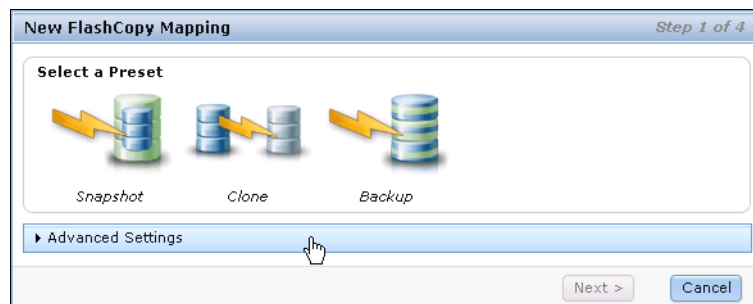 New FlashCopy Mapping Step 1 of 4
Select a Preset
Snapshot Clone Backup
Advanced Settings
Next > Cancel